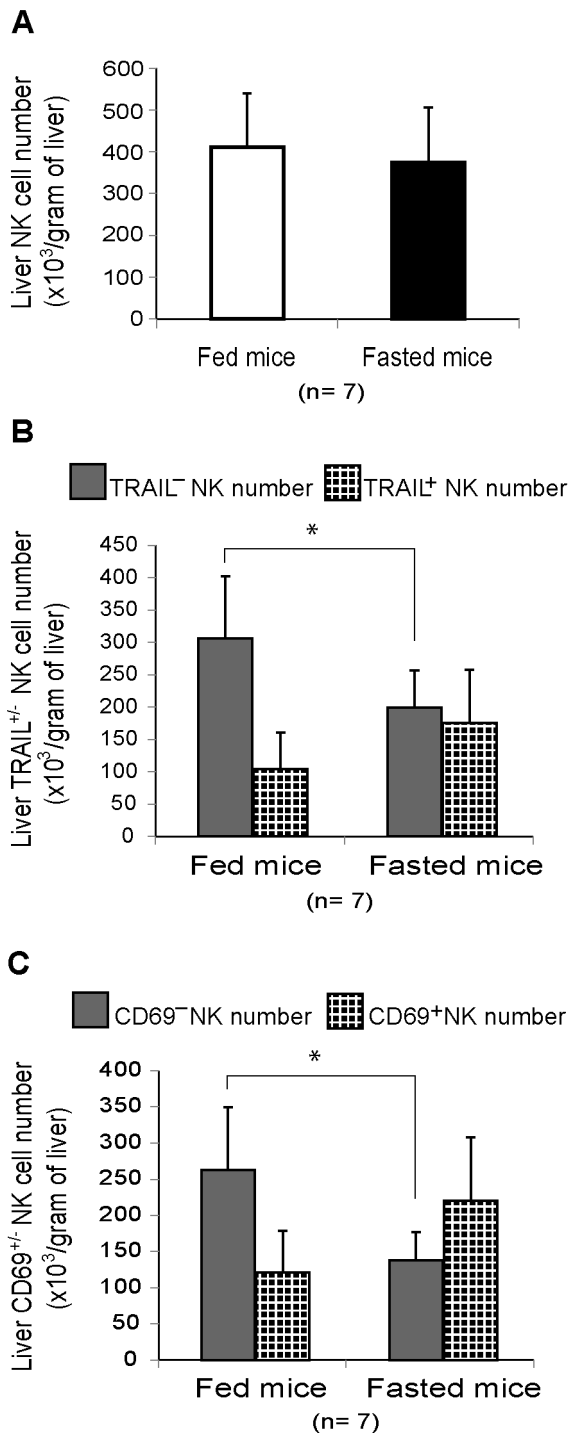 A
Liver NK cell number
(x10³/gram of liver)
600
500
400
300
200
100
0
Fed mice
Fasted mice
(n= 7)
B
TRAIL⁻ NK number
TRAIL⁺ NK number
Liver TRAIL⁺/⁻ NK cell number
(x10³/gram of liver)
450
400
350
300
250
200
150
100
50
0
*
Fed mice
Fasted mice
(n= 7)
C
CD69⁻NK number
CD69⁺NK number
Liver CD69⁺/⁻ NK cell number
(x10³/gram of liver)
400
350
300
250
200
150
100
50
0
*
Fed mice
Fasted mice
(n= 7)